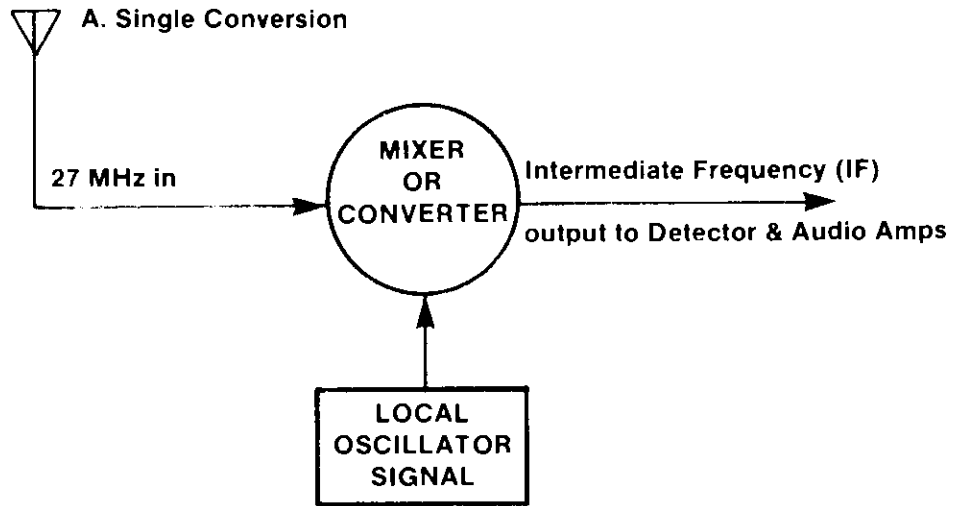 A. Single Conversion
27 MHz in
MIXER
OR
CONVERTER
Intermediate Frequency (IF)
output to Detector & Audio Amps
LOCAL
OSCILLATOR
SIGNAL